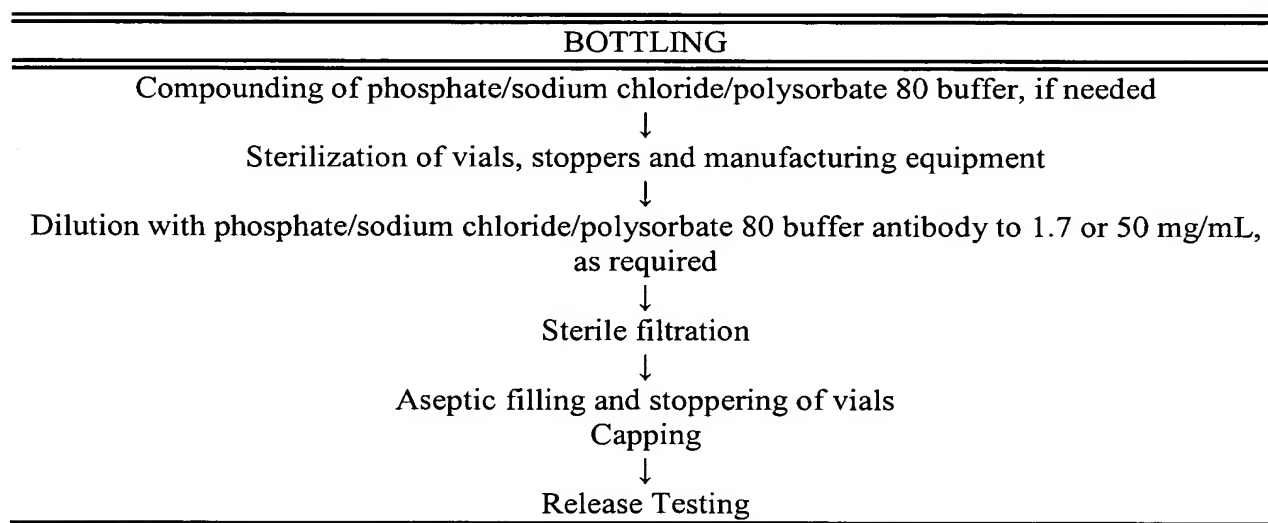 BOTTLING
Compounding of phosphate/sodium chloride/polysorbate 80 buffer, if needed
↓
Sterilization of vials, stoppers and manufacturing equipment
↓
Dilution with phosphate/sodium chloride/polysorbate 80 buffer antibody to 1.7 or 50 mg/mL,
as required
↓
Sterile filtration
↓
Aseptic filling and stoppering of vials
Capping
↓
Release Testing